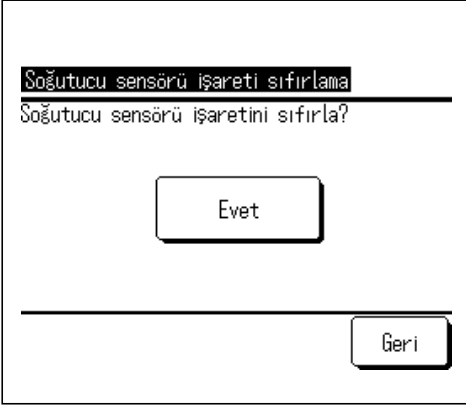 Soğutucu sensörü işareti sıfırlama
Soğutucu sensörü işaretini sıfırla?
Evet
Geri